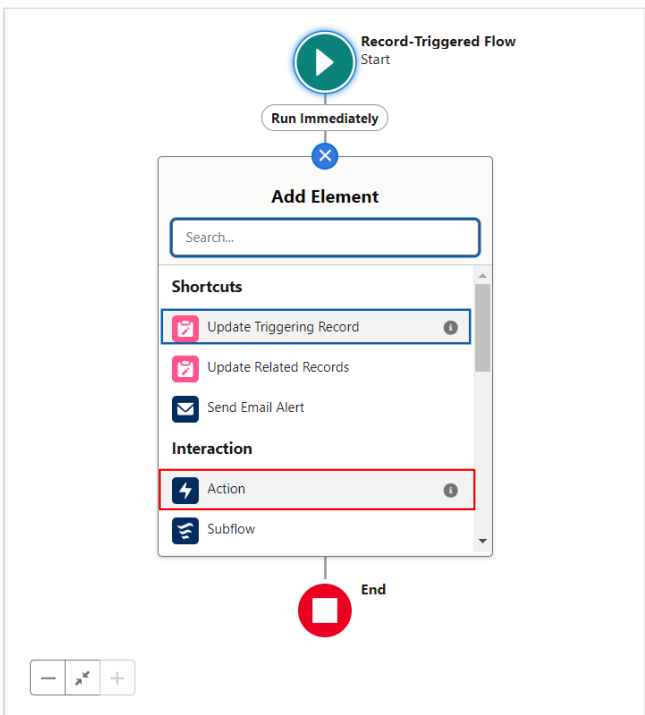 Record-Triggered Flow
Start
Run Immediately
Add Element
Search...
Shortcuts
Update Triggering Record
Update Related Records
Send Email Alert
Interaction
Action
Subflow
End